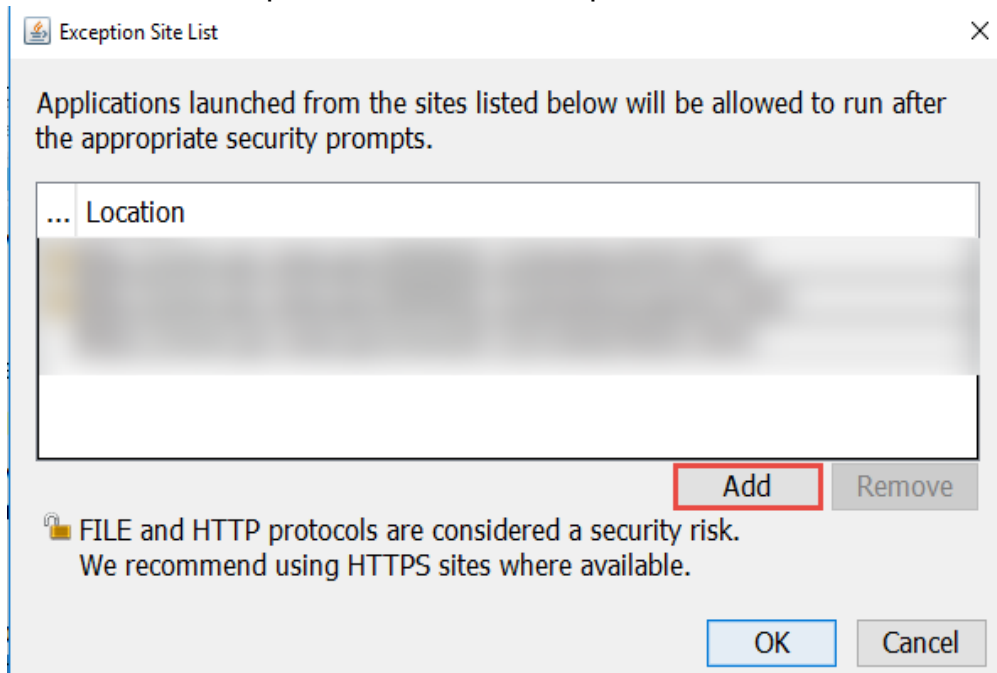 Exception Site List
Applications launched from the sites listed below will be allowed to run after
the appropriate security prompts.
... Location
Add Remove
FILE and HTTP protocols are considered a security risk.
We recommend using HTTPS sites where available.
OK Cancel